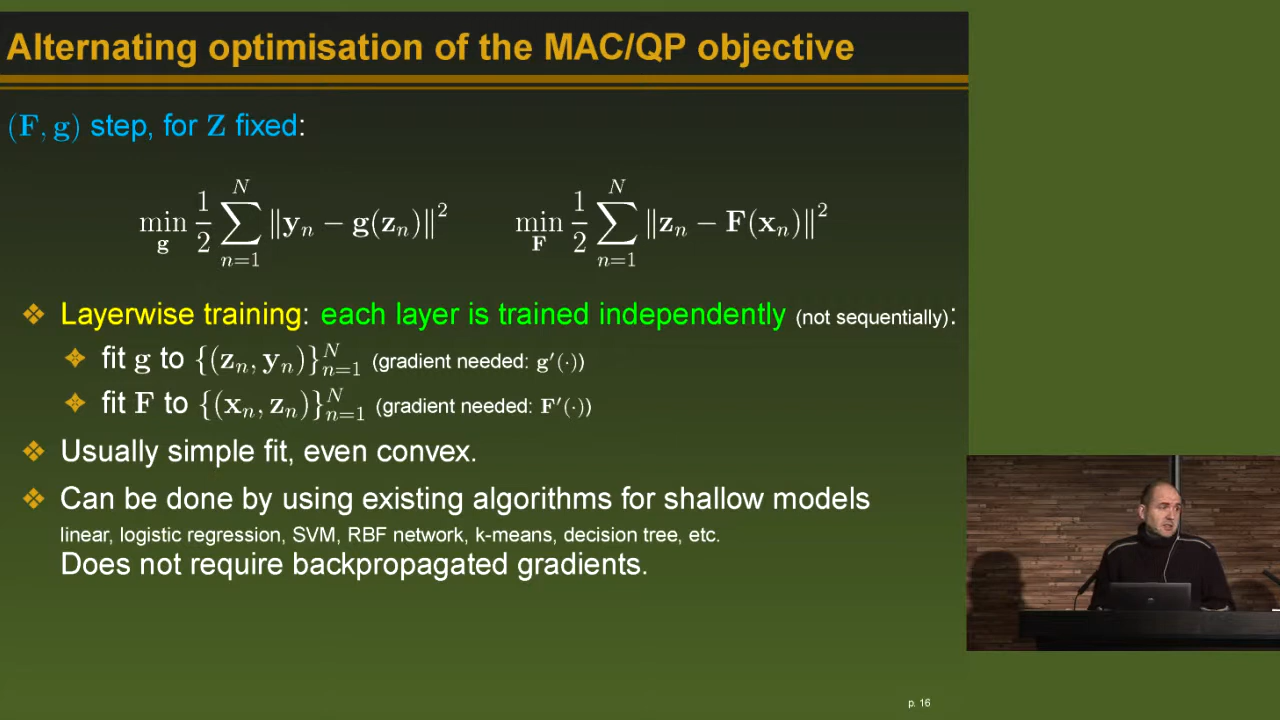 Alternating optimisation of the MAC/QP objective
(F, g) step, for Z fixed:
min_g 1/2 ∑_{n=1}^{N} ‖y_n − g(z_n)‖² min_F 1/2 ∑_{n=1}^{N} ‖z_n − F(x_n)‖²
❖ Layerwise training: each layer is trained independently (not sequentially):
✦ fit g to {(z_n, y_n)}_{n=1}^{N} (gradient needed: g′(·))
✦ fit F to {(x_n, z_n)}_{n=1}^{N} (gradient needed: F′(·))
❖ Usually simple fit, even convex.
❖ Can be done by using existing algorithms for shallow models
linear, logistic regression, SVM, RBF network, k-means, decision tree, etc.
Does not require backpropagated gradients.
p. 16